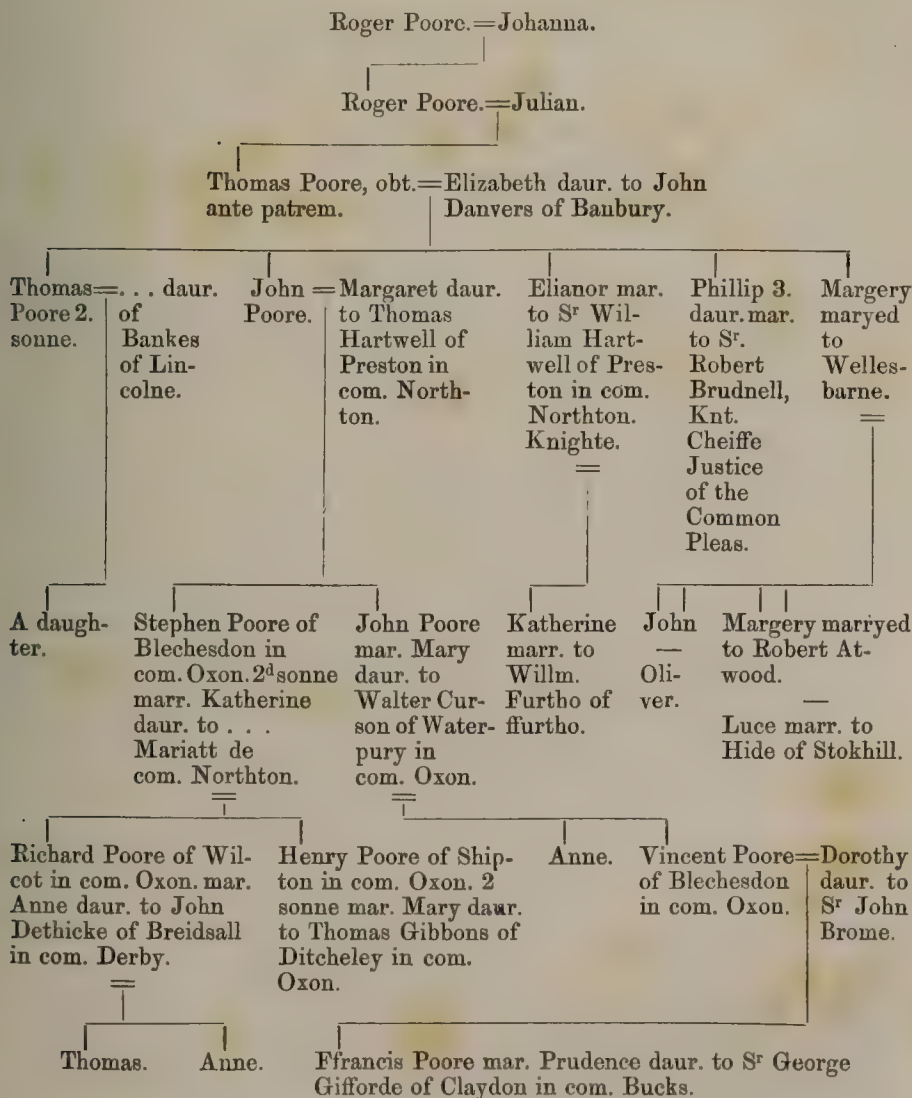 Roger Poore.=Johanna.
Roger Poore.=Julian.
Thomas Poore, obt.=Elizabeth daur. to John
ante patrem. Danvers of Banbury.
Thomas=. . . daur.
Poore 2. of
sonne. Bankes
of Lin-
colne.
John =Margaret daur.
Poore. to Thomas
Hartwell of
Preston in
com. North-
ton.
Elianor mar.
to Sr Wil-
liam Hart-
well of Pres-
ton in com.
Northton.
Knighte.
Phillip 3.
daur. mar.
to Sr.
Robert
Brudnell,
Knt.
Cheiffe
Justice
of the
Common
Pleas.
Margery
maryed
to
Welles-
barne.
A daugh-
ter.
Stephen Poore of
Blechesdon in
com. Oxon. 2d sonne
marr. Katherine
daur. to . . .
Mariatt de
com. Northton.
John Poore
mar. Mary
daur. to
Walter Cur-
son of Water-
pury in
com. Oxon.
Katherine
marr. to
Willm.
Furtho of
ffurtho.
John
—
Oli-
ver.
Margery marryed
to Robert At-
wood.
—
Luce marr. to
Hide of Stokhill.
Richard Poore of Wil-
cot in com. Oxon. mar.
Anne daur. to John
Dethicke of Breidsall
in com. Derby.
Henry Poore of Ship-
ton in com. Oxon. 2
sonne mar. Mary daur.
to Thomas Gibbons of
Ditcheley in com.
Oxon.
Anne.
Vincent Poore=Dorothy
of Blechesdon daur. to
in com. Oxon. Sr John
Brome.
Thomas.
Anne.
Ffrancis Poore mar. Prudence daur. to Sr George
Gifforde of Claydon in com. Bucks.